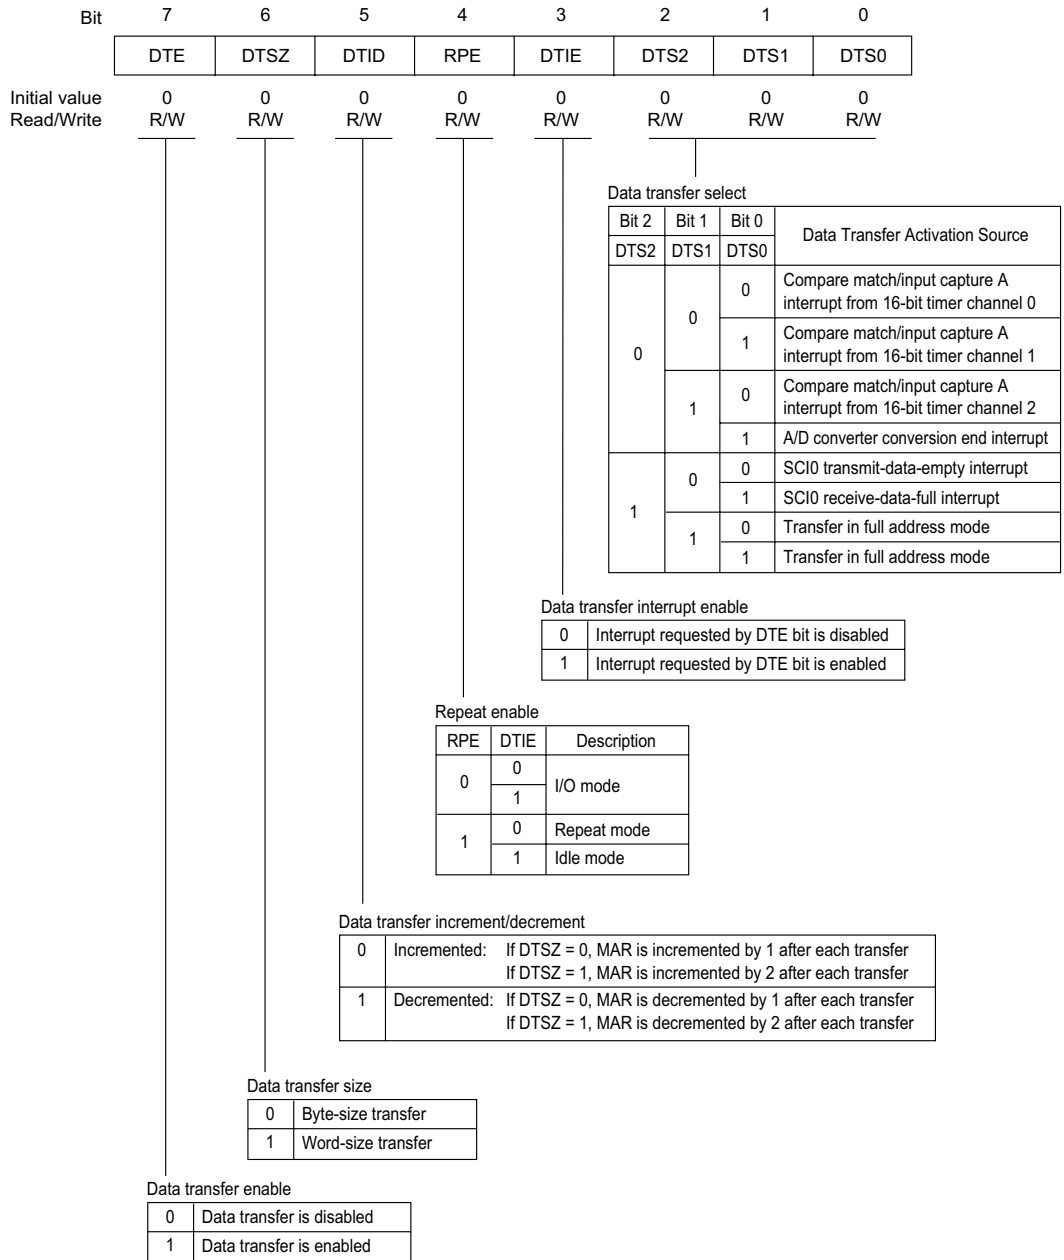 Bit 7 6 5 4 3 2 1 0
DTE DTSZ DTID RPE DTIE DTS2 DTS1 DTS0
Initial value 0 0 0 0 0 0 0 0
Read/Write R/W R/W R/W R/W R/W R/W R/W R/W
Data transfer select
Bit 2 Bit 1 Bit 0 Data Transfer Activation Source
DTS2 DTS1 DTS0
0 0 0 Compare match/input capture A
interrupt from 16-bit timer channel 0
1 Compare match/input capture A
interrupt from 16-bit timer channel 1
1 0 Compare match/input capture A
interrupt from 16-bit timer channel 2
1 A/D converter conversion end interrupt
1 0 0 SCI0 transmit-data-empty interrupt
1 SCI0 receive-data-full interrupt
1 0 Transfer in full address mode
1 Transfer in full address mode
Data transfer interrupt enable
0 Interrupt requested by DTE bit is disabled
1 Interrupt requested by DTE bit is enabled
Repeat enable
RPE DTIE Description
0 0 I/O mode
1
1 0 Repeat mode
1 Idle mode
Data transfer increment/decrement
0 Incremented: If DTSZ = 0, MAR is incremented by 1 after each transfer
If DTSZ = 1, MAR is incremented by 2 after each transfer
1 Decremented: If DTSZ = 0, MAR is decremented by 1 after each transfer
If DTSZ = 1, MAR is decremented by 2 after each transfer
Data transfer size
0 Byte-size transfer
1 Word-size transfer
Data transfer enable
0 Data transfer is disabled
1 Data transfer is enabled